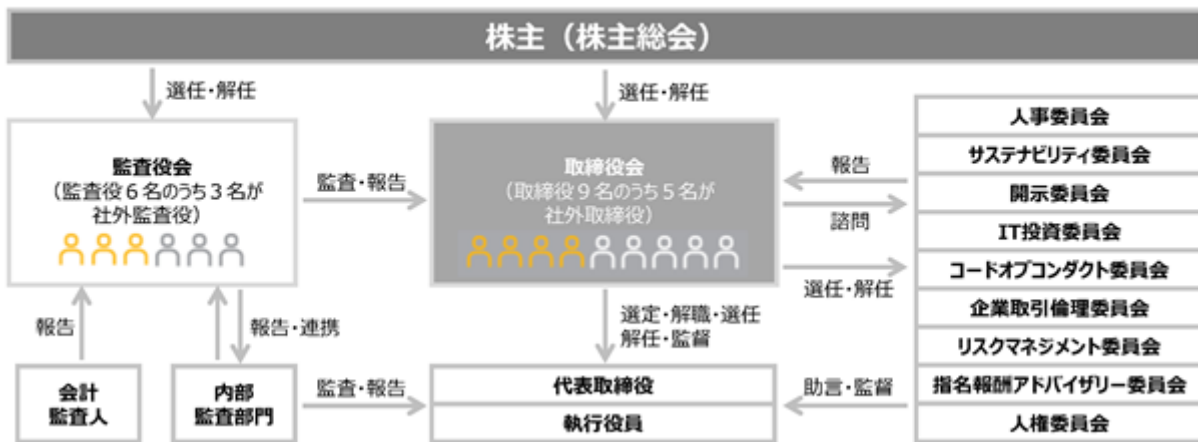 株主（株主総会）
選任・解任
選任・解任
監査役会
（監査役６名のうち３名が
社外監査役）
監査・報告
取締役会
（取締役９名のうち５名が
社外取締役）
報告
諮問
選任・解任
人事委員会
サステナビリティ委員会
開示委員会
IT投資委員会
コードオブコンダクト委員会
企業取引倫理委員会
リスクマネジメント委員会
指名報酬アドバイザリー委員会
人権委員会
報告
報告・連携
選定・解職・選任
解任・監督
会計
監査人
内部
監査部門
監査・報告
代表取締役
執行役員
助言・監督